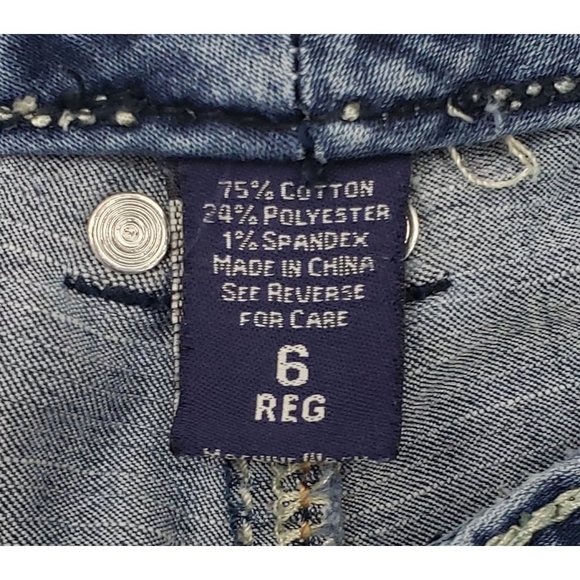 75% COTTON
24% POLYESTER
1% SPANDEX
MADE IN CHINA
SEE REVERSE
FOR CARE
6
REG